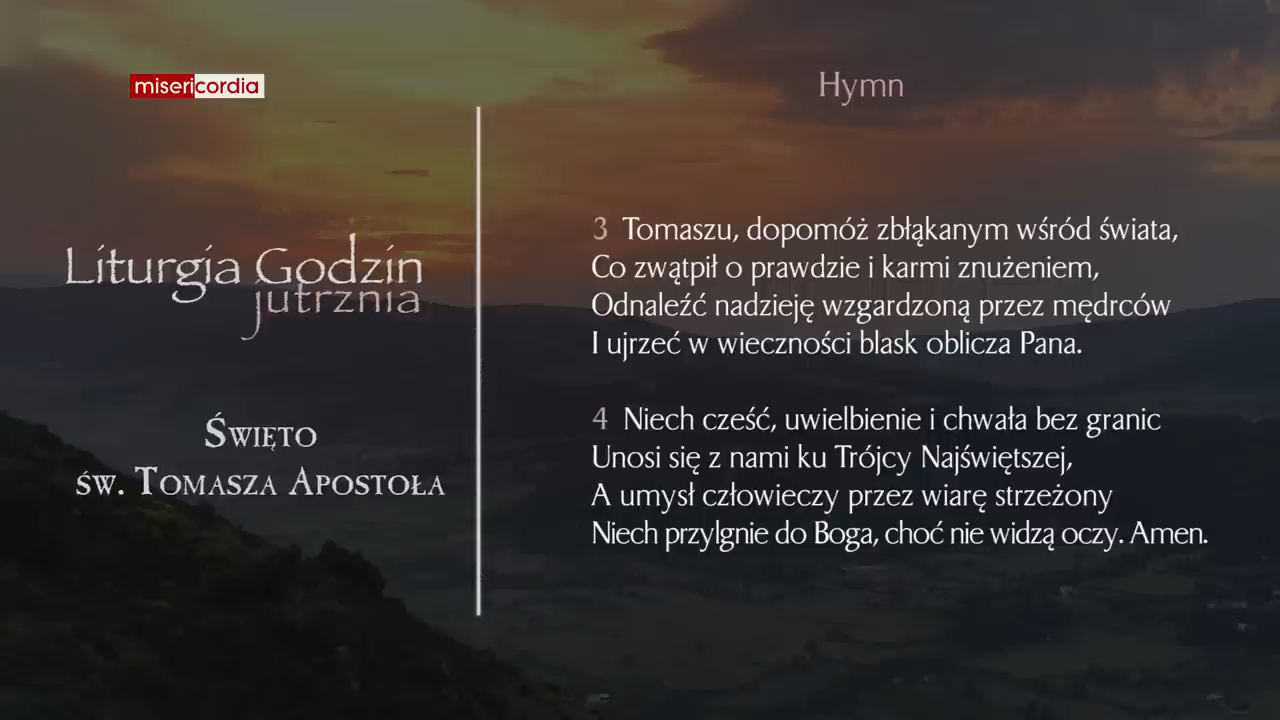 misericordia
Liturgia Godzin
jutrznia
Święto
św. Tomasza Apostoła
Hymn
3 Tomaszu, dopomóż zbłąkanym wśród świata,
Co zwątpił o prawdzie i karmi znużeniem,
Odnaleźć nadzieję wzgardzoną przez mędrców
I ujrzeć w wieczności blask oblicza Pana.
4 Niech cześć, uwielbienie i chwała bez granic
Unosi się z nami ku Trójcy Najświętszej,
A umysł człowieczy przez wiarę strzeżony
Niech przylgnie do Boga, choć nie widzą oczy. Amen.